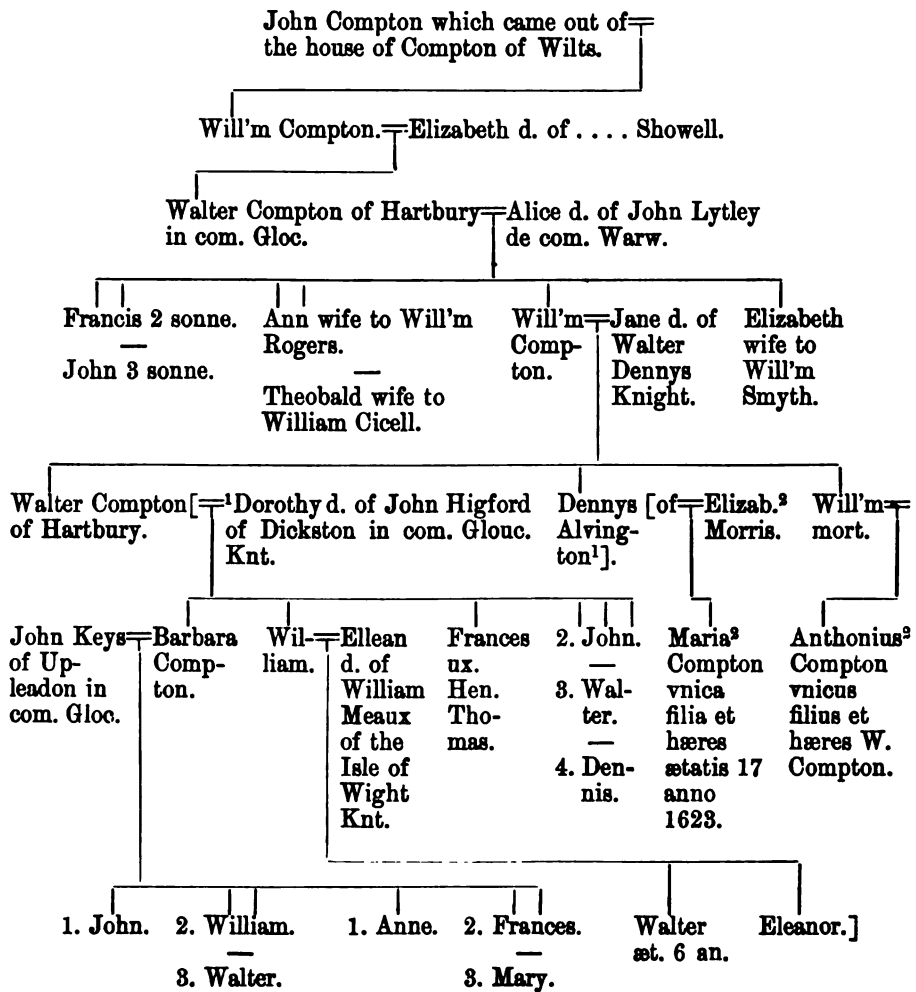 John Compton which came out of
the house of Compton of Wilts.
Will'm Compton. Elizabeth d. of . . . . Showell.
Walter Compton of Hartbury
in com. Gloc.
Alice d. of John Lytley
de com. Warw.
Francis 2 sonne.
—
John 3 sonne.
Ann wife to Will'm
Rogers.
—
Theobald wife to
William Cicell.
Will'm
Comp-
ton.
Jane d. of
Walter
Dennys
Knight.
Elizabeth
wife to
Will'm
Smyth.
Walter Compton [
of Hartbury.
¹Dorothy d. of John Higford
of Dickston in com. Glouc.
Knt.
Dennys [of
Alving-
ton¹].
Elizab.²
Morris.
Will'm
mort.
John Keys
of Up-
leadon in
com. Gloc.
Barbara
Comp-
ton.
Wil-
liam.
Ellean
d. of
William
Meaux
of the
Isle of
Wight
Knt.
Frances
ux.
Hen.
Tho-
mas.
2. John.
—
3. Wal-
ter.
—
4. Den-
nis.
Maria²
Compton
vnica
filia et
hæres
ætatis 17
anno
1623.
Anthonius²
Compton
vnicus
filius et
hæres W.
Compton.
1. John.
2. William.
—
3. Walter.
1. Anne.
2. Frances.
—
3. Mary.
Walter
æt. 6 an.
Eleanor.]